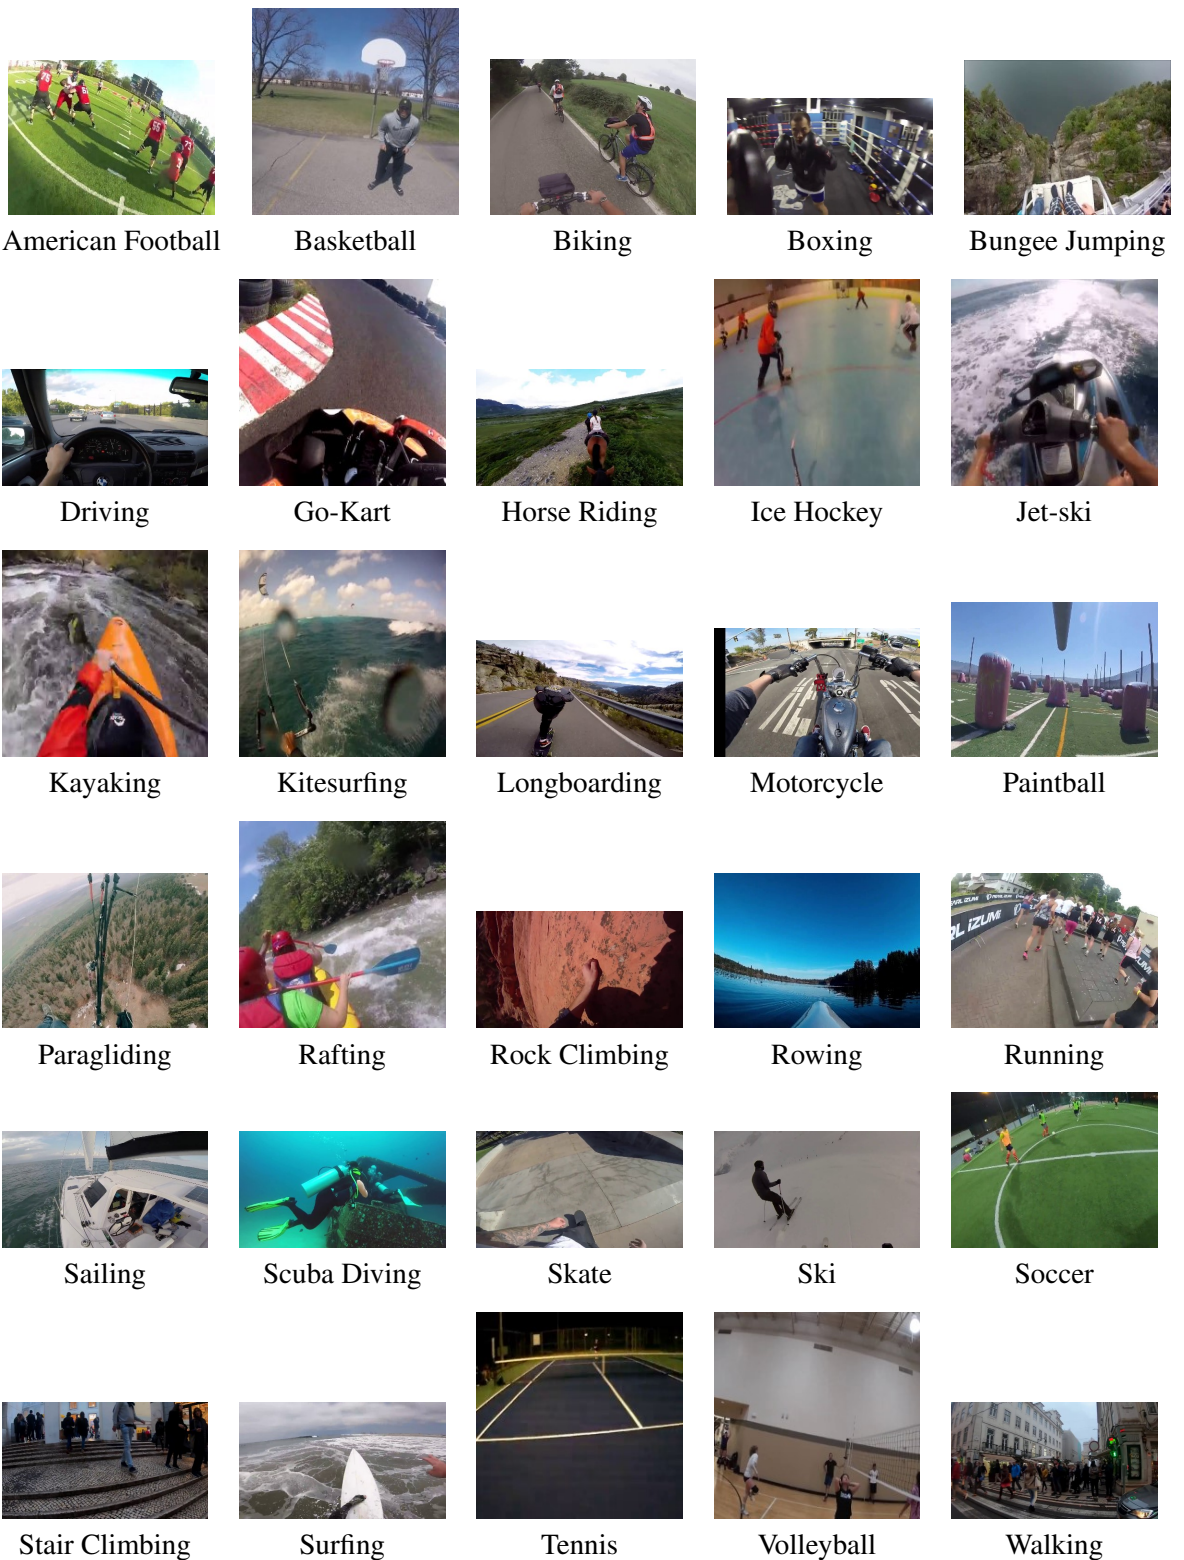 American Football Basketball Biking Boxing Bungee Jumping
Driving Go-Kart Horse Riding Ice Hockey Jet-ski
Kayaking Kitesurfing Longboarding Motorcycle Paintball
PEARL iZUMi
Paragliding Rafting Rock Climbing Rowing Running
Sailing Scuba Diving Skate Ski Soccer
Stair Climbing Surfing Tennis Volleyball Walking